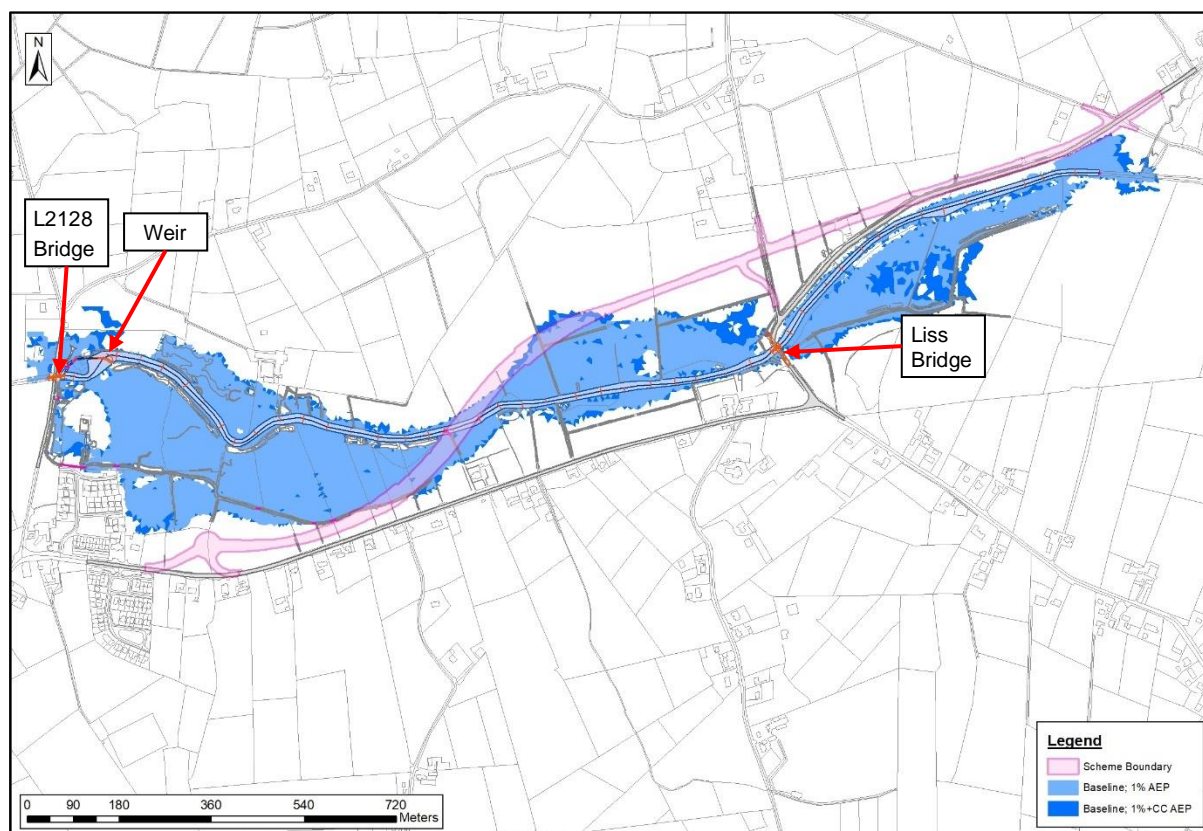 N
L2128
Bridge
Weir
Liss
Bridge
Legend
Scheme Boundary
Baseline; 1% AEP
Baseline; 1%+CC AEP
0 90 180 360 540 720
Meters